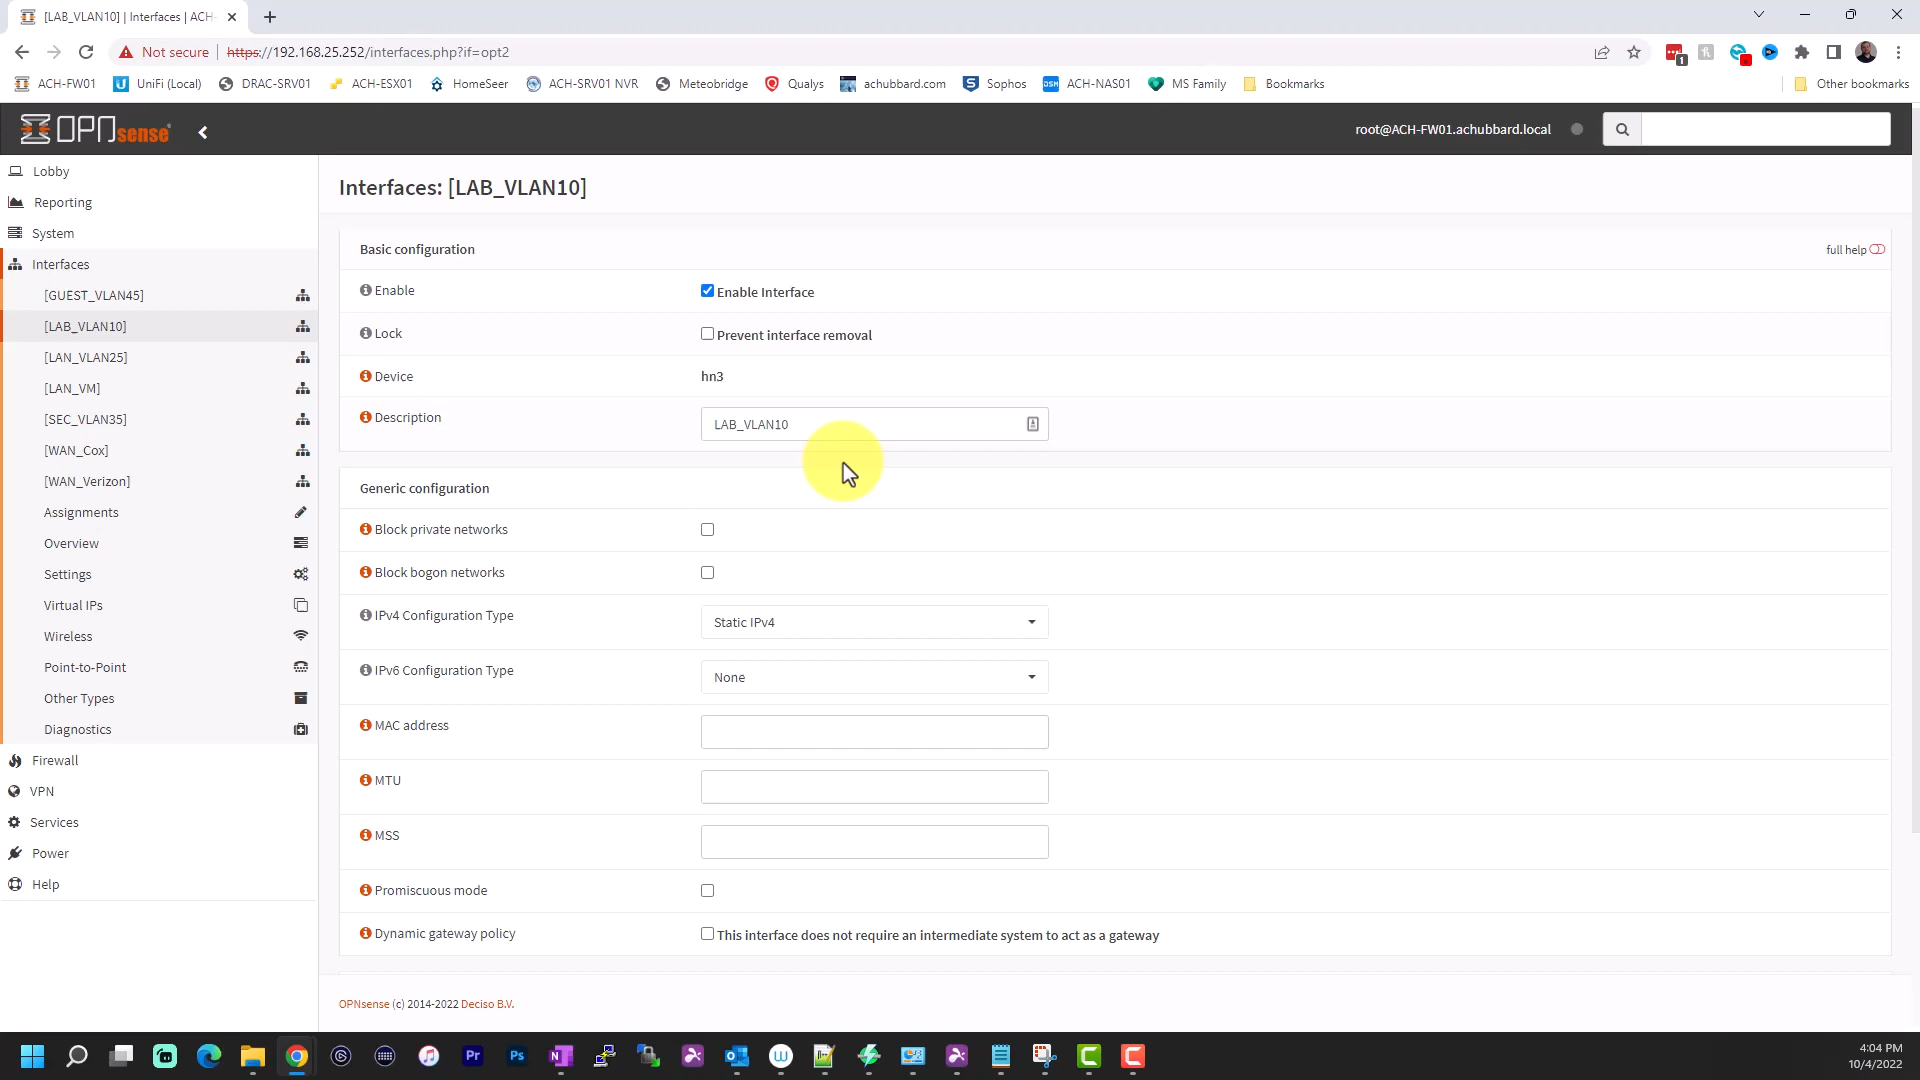 [LAB_VLAN10] | Interfaces | ACH-
Not secure
https://192.168.25.252/interfaces.php?if=opt2
1
ACH-FW01
UniFi (Local)
DRAC-SRV01
ACH-ESX01
HomeSeer
ACH-SRV01 NVR
Meteobridge
Qualys
achubbard.com
Sophos
DSM
ACH-NAS01
MS Family
Bookmarks
Other bookmarks
OPNsense
root@ACH-FW01.achubbard.local
Lobby
Reporting
System
Interfaces
[GUEST_VLAN45]
[LAB_VLAN10]
[LAN_VLAN25]
[LAN_VM]
[SEC_VLAN35]
[WAN_Cox]
[WAN_Verizon]
Assignments
Overview
Settings
Virtual IPs
Wireless
Point-to-Point
Other Types
Diagnostics
Firewall
VPN
Services
Power
Help
Interfaces: [LAB_VLAN10]
Basic configuration
full help
Enable
Enable Interface
Lock
Prevent interface removal
Device
hn3
Description
LAB_VLAN10
Generic configuration
Block private networks
Block bogon networks
IPv4 Configuration Type
Static IPv4
IPv6 Configuration Type
None
MAC address
MTU
MSS
Promiscuous mode
Dynamic gateway policy
This interface does not require an intermediate system to act as a gateway
OPNsense (c) 2014-2022 Deciso B.V.
Pr
Ps
4:04 PM
10/4/2022